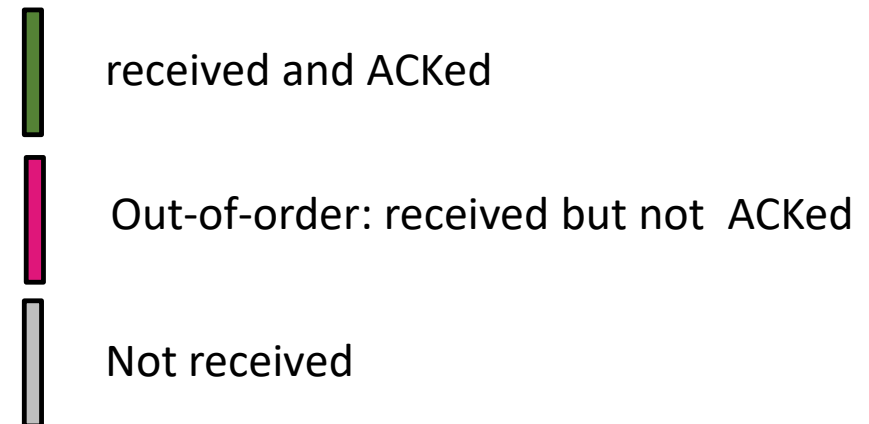 received and ACKed
Out-of-order: received but not ACKed
Not received